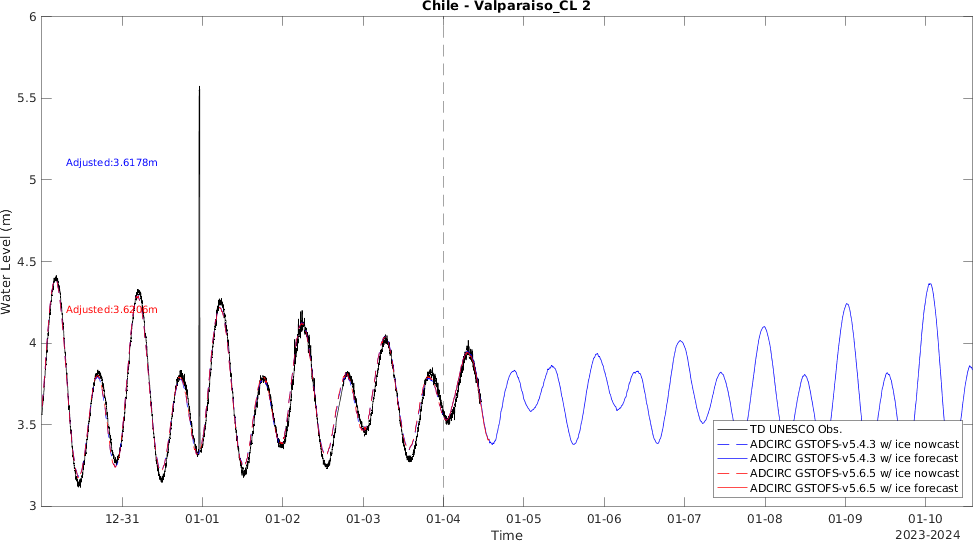 Chile - Valparaiso_CL 2
6
5.5
5
4.5
4
3.5
3
Water Level (m)
Adjusted:3.6178m
Adjusted:3.6206m
TD UNESCO Obs.
ADCIRC GSTOFS-v5.4.3 w/ ice nowcast
ADCIRC GSTOFS-v5.4.3 w/ ice forecast
ADCIRC GSTOFS-v5.6.5 w/ ice nowcast
ADCIRC GSTOFS-v5.6.5 w/ ice forecast
12-31 01-01 01-02 01-03 01-04 01-05 01-06 01-07 01-08 01-09 01-10
Time
2023-2024